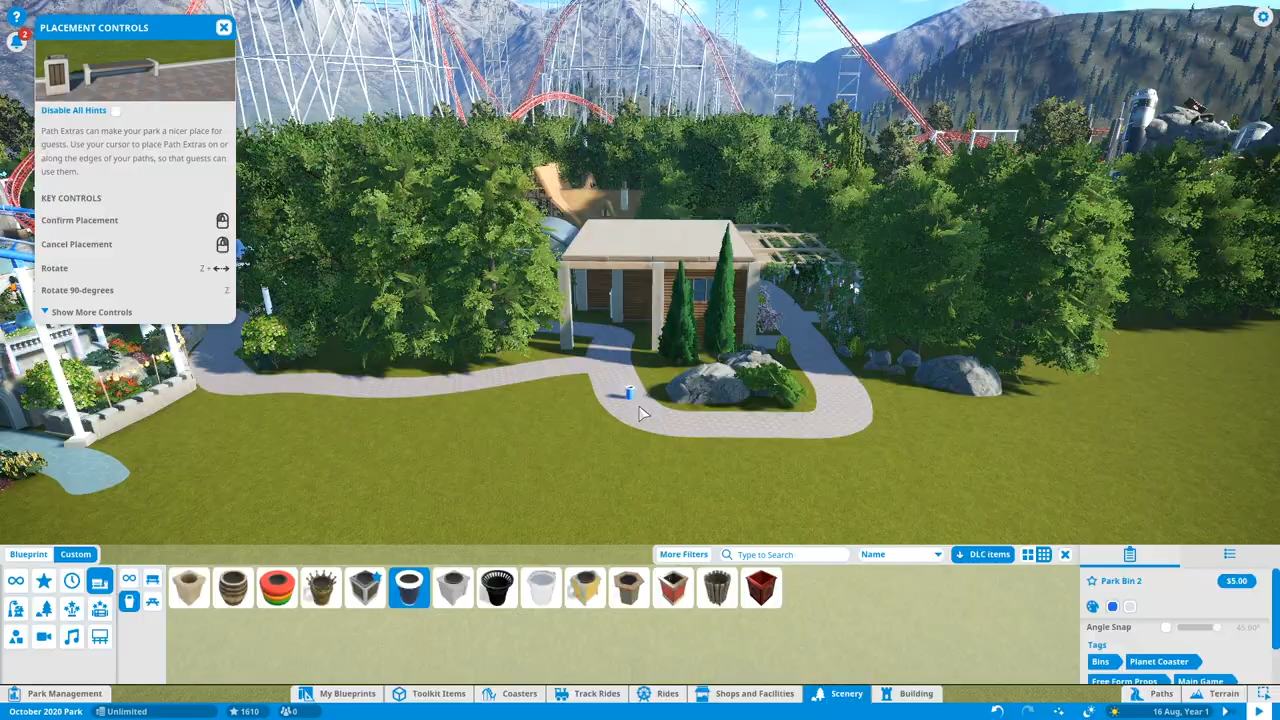 ?
2
PLACEMENT CONTROLS
Disable All Hints
Path Extras can make your park a nicer place for
guests. Use your cursor to place Path Extras on or
along the edges of your paths, so that guests can
use them.
KEY CONTROLS
Confirm Placement
Cancel Placement
Rotate Z +
Rotate 90-degrees Z
Show More Controls
Blueprint Custom More Filters Type to Search Name DLC items
Park Bin 2 $5.00
Angle Snap 45.00°
Tags
Bins Planet Coaster
Free Form Props Main Game
Park Management My Blueprints Toolkit Items Coasters Track Rides Rides Shops and Facilities Scenery Building Paths Terrain
October 2020 Park Unlimited 1610 0 16 Aug, Year 1